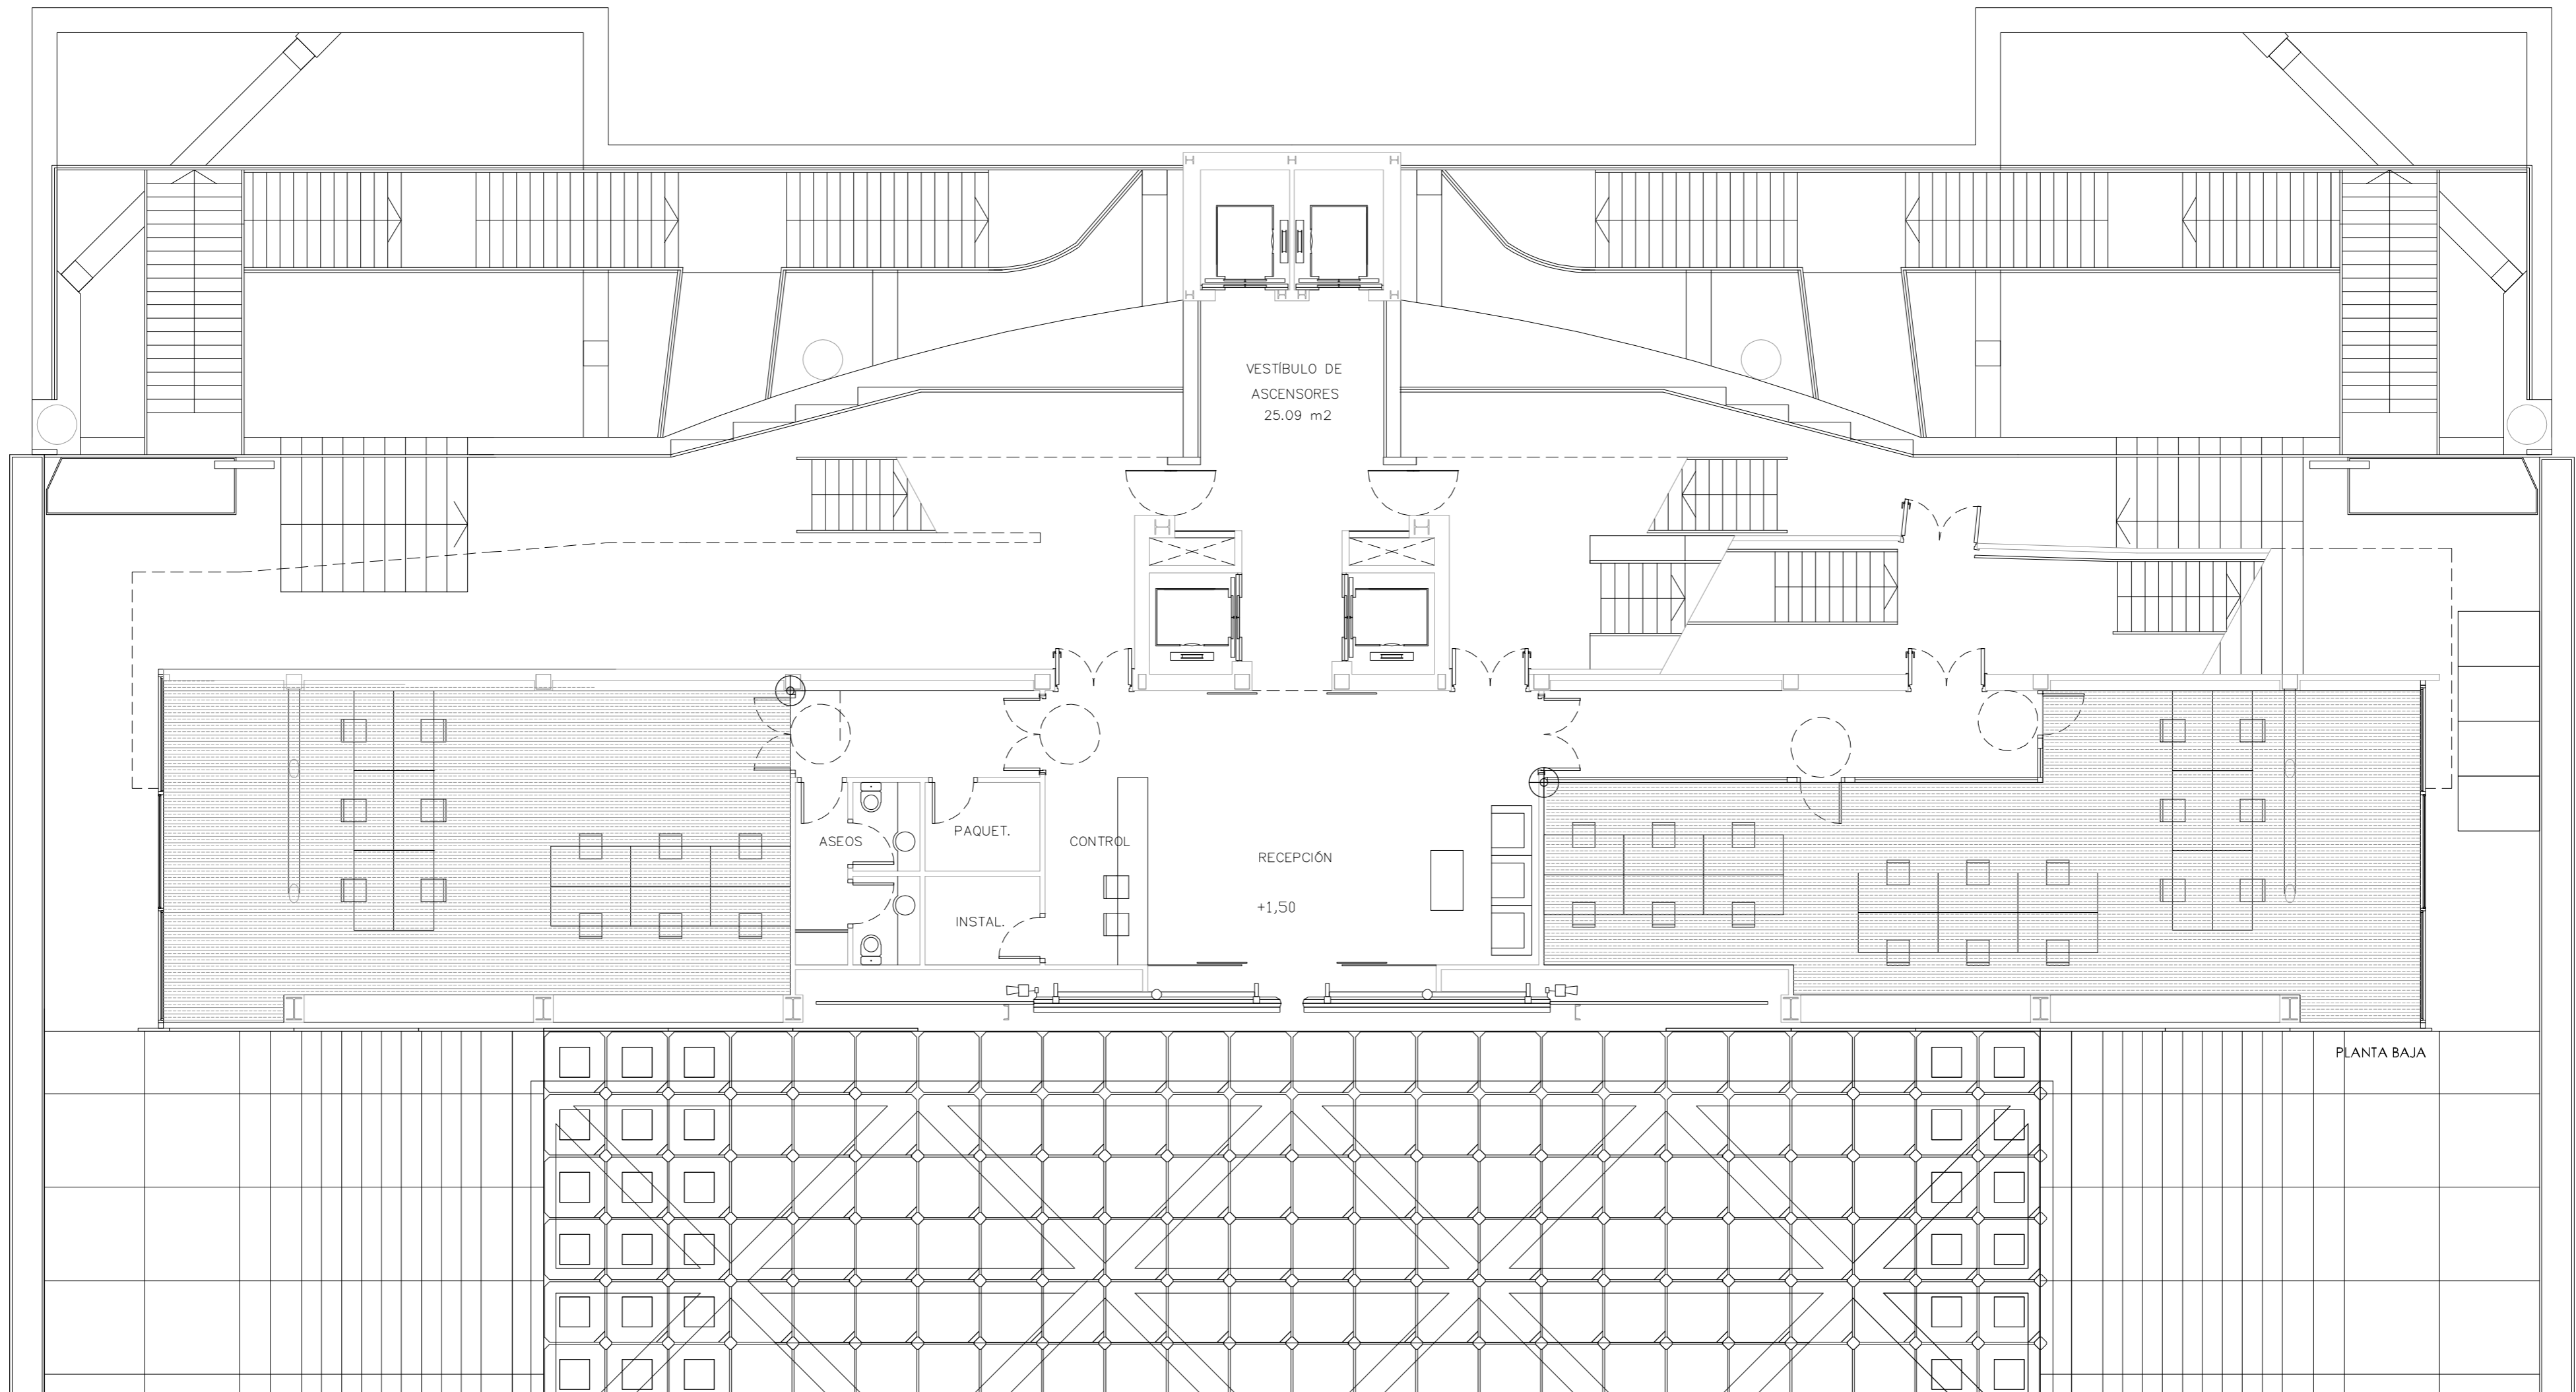 VESTÍBULO DE
ASCENSORES
25.09 m2
ASEOS
PAQUET.
CONTROL
RECEPCIÓN
+1,50
INSTAL.
PLANTA BAJA